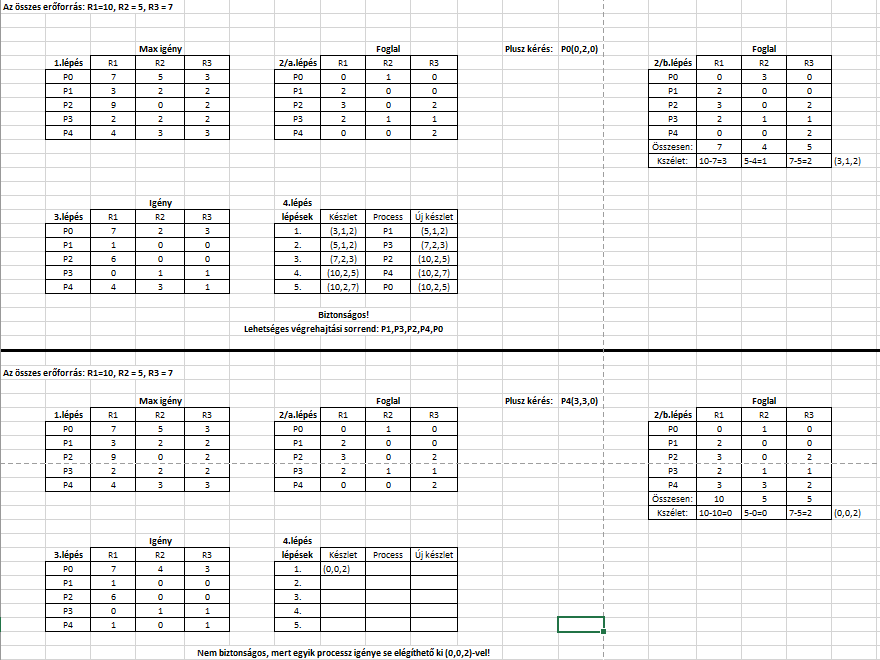 Az összes erőforrás: R1=10, R2 = 5, R3 = 7
Max igény Foglal Plusz kérés: P0(0,2,0) Foglal
1.lépés R1 R2 R3 2/a.lépés R1 R2 R3 2/b.lépés R1 R2 R3
P0 7 5 3 P0 0 1 0 P0 0 3 0
P1 3 2 2 P1 2 0 0 P1 2 0 0
P2 9 0 2 P2 3 0 2 P2 3 0 2
P3 2 2 2 P3 2 1 1 P3 2 1 1
P4 4 3 3 P4 0 0 2 P4 0 0 2
Összesen: 7 4 5
Kszélet: 10-7=3 5-4=1 7-5=2 (3,1,2)
Igény 4.lépés
3.lépés R1 R2 R3 lépések Készlet Process Új készlet
P0 7 2 3 1. (3,1,2) P1 (5,1,2)
P1 1 0 0 2. (5,1,2) P3 (7,2,3)
P2 6 0 0 3. (7,2,3) P2 (10,2,5)
P3 0 1 1 4. (10,2,5) P4 (10,2,7)
P4 4 3 1 5. (10,2,7) P0 (10,2,5)
Biztonságos!
Lehetséges végrehajtási sorrend: P1,P3,P2,P4,P0
Az összes erőforrás: R1=10, R2 = 5, R3 = 7
Max igény Foglal Plusz kérés: P4(3,3,0) Foglal
1.lépés R1 R2 R3 2/a.lépés R1 R2 R3 2/b.lépés R1 R2 R3
P0 7 5 3 P0 0 1 0 P0 0 1 0
P1 3 2 2 P1 2 0 0 P1 2 0 0
P2 9 0 2 P2 3 0 2 P2 3 0 2
P3 2 2 2 P3 2 1 1 P3 2 1 1
P4 4 3 3 P4 0 0 2 P4 3 3 2
Összesen: 10 5 5
Kszélet: 10-10=0 5-0=0 7-5=2 (0,0,2)
Igény 4.lépés
3.lépés R1 R2 R3 lépések Készlet Process Új készlet
P0 7 4 3 1. (0,0,2)
P1 1 0 0 2.
P2 6 0 0 3.
P3 0 1 1 4.
P4 1 0 1 5.
Nem biztonságos, mert egyik processz igénye se elégíthető ki (0,0,2)-vel!